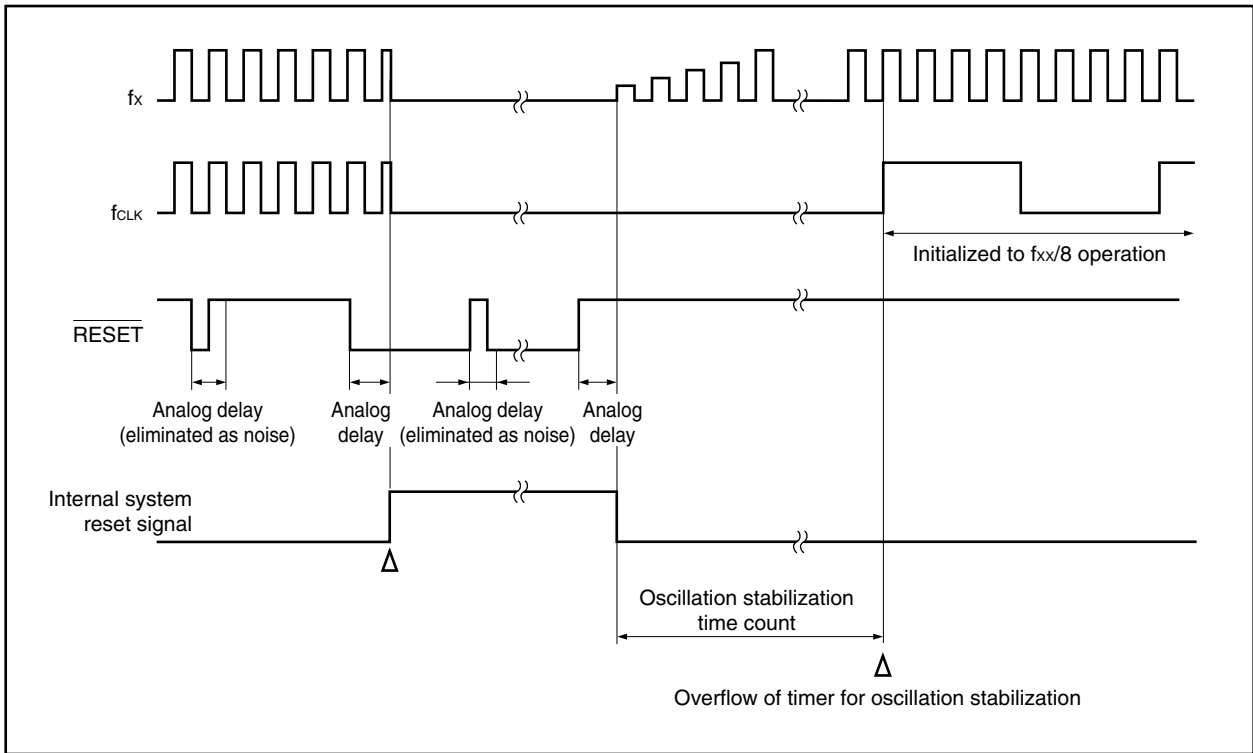 fX
fCLK
Initialized to fXX/8 operation
RESET
Analog delay
(eliminated as noise)
Analog
delay
Analog delay
(eliminated as noise)
Analog
delay
Internal system
reset signal
Oscillation stabilization
time count
Overflow of timer for oscillation stabilization